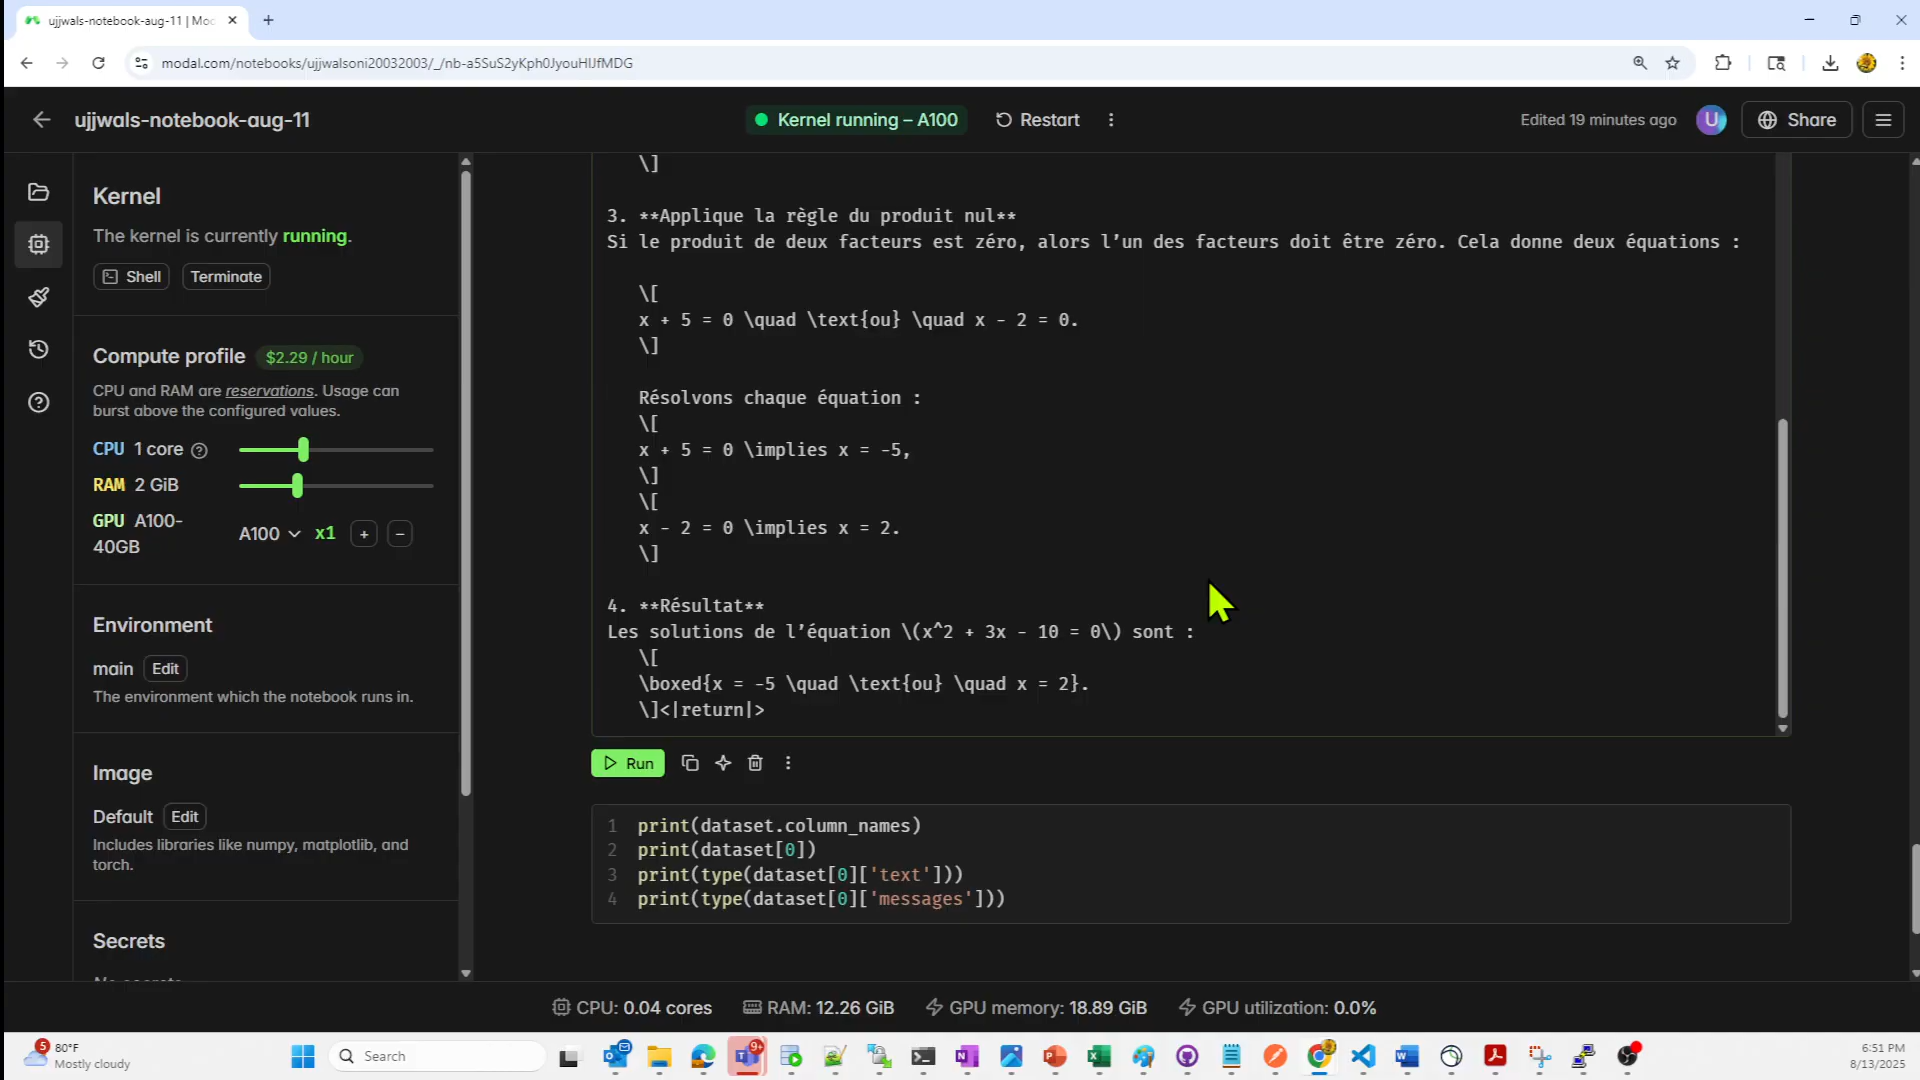 ujjwals-notebook-aug-11 | Moc
modal.com/notebooks/ujjwalsoni20032003/_/nb-a5SuS2yKph0JyouHIJfMDG
ujjwals-notebook-aug-11
Kernel running – A100
Restart
Edited 19 minutes ago
U
Share
Kernel
The kernel is currently running.
Shell
Terminate
Compute profile
$2.29 / hour
CPU and RAM are reservations. Usage can
burst above the configured values.
CPU 1 core
RAM 2 GiB
GPU A100-
40GB
A100
x1
+
−
Environment
main
Edit
The environment which the notebook runs in.
Image
Default
Edit
Includes libraries like numpy, matplotlib, and
torch.
Secrets
\]
3. **Applique la règle du produit nul**
Si le produit de deux facteurs est zéro, alors l’un des facteurs doit être zéro. Cela donne deux équations :
\[
x + 5 = 0 \quad \text{ou} \quad x - 2 = 0.
\]
Résolvons chaque équation :
\[
x + 5 = 0 \implies x = -5,
\]
\[
x - 2 = 0 \implies x = 2.
\]
4. **Résultat**
Les solutions de l’équation \(x^2 + 3x - 10 = 0\) sont :
\[
\boxed{x = -5 \quad \text{ou} \quad x = 2}.
\]<|return|>
Run
1 print(dataset.column_names)
2 print(dataset[0])
3 print(type(dataset[0]['text']))
4 print(type(dataset[0]['messages']))
CPU: 0.04 cores
RAM: 12.26 GiB
GPU memory: 18.89 GiB
GPU utilization: 0.0%
5
80°F
Mostly cloudy
Search
9+
6:51 PM
8/13/2025